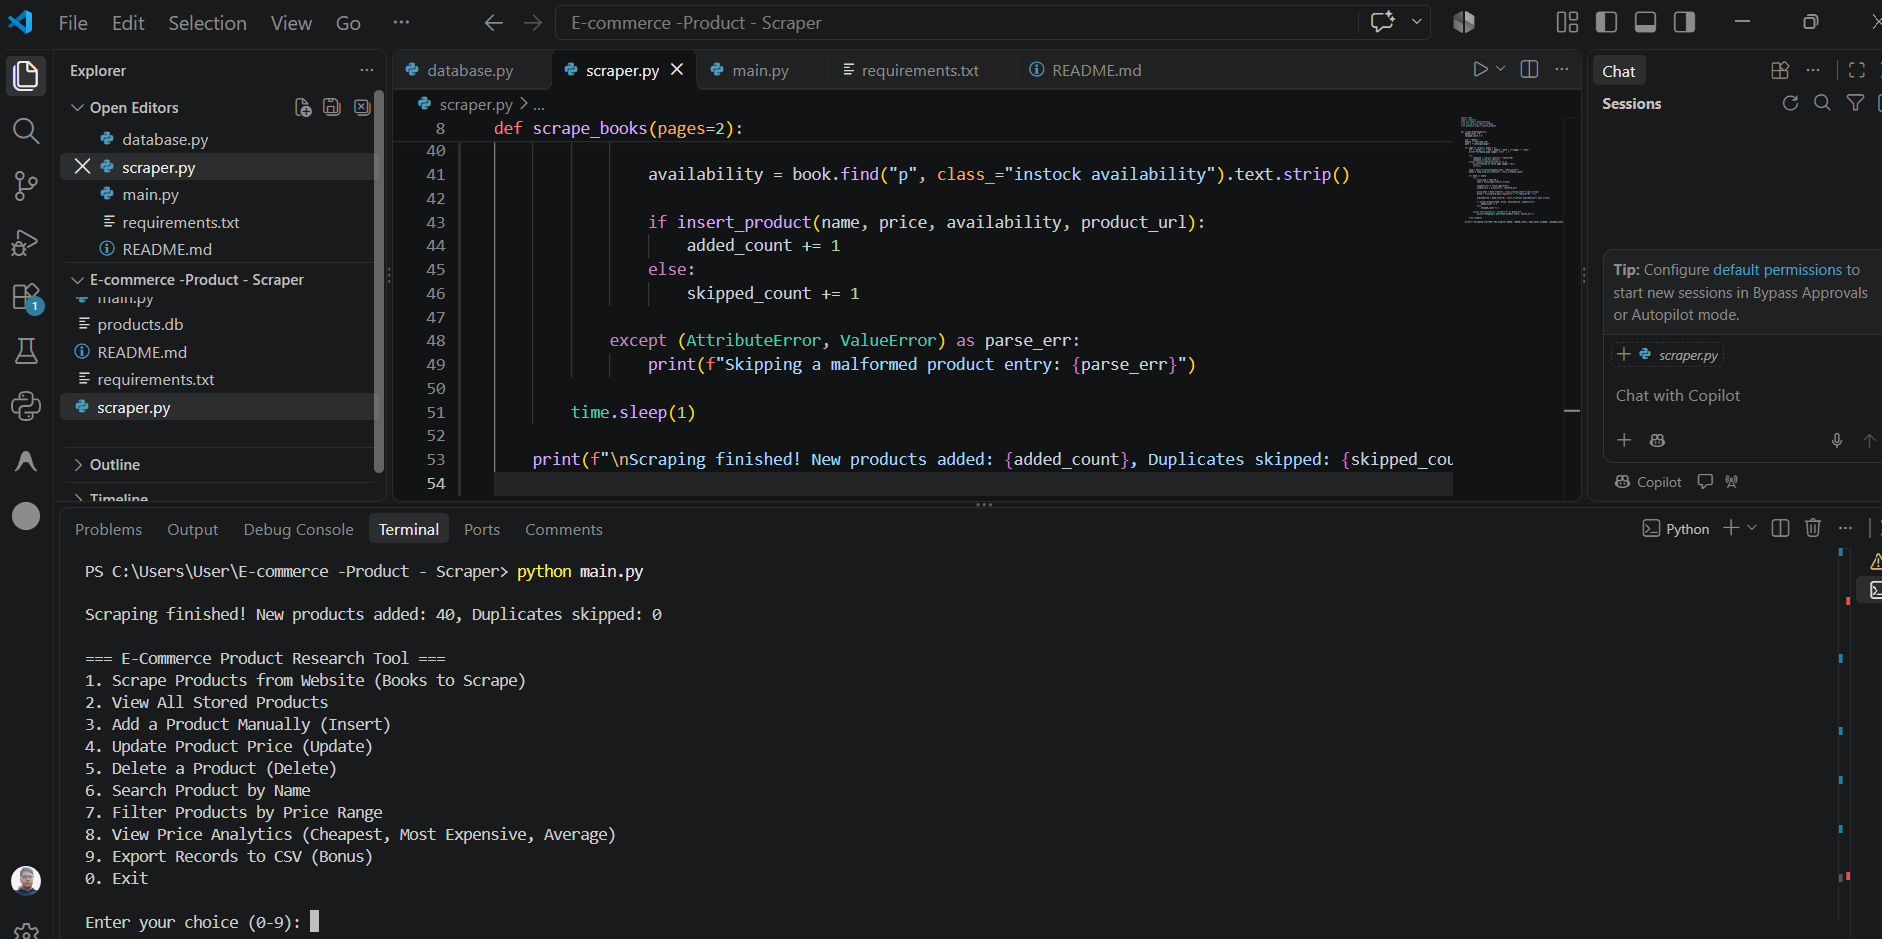 File Edit Selection View Go ···
E-commerce -Product - Scraper
Explorer
Open Editors
database.py
scraper.py
main.py
requirements.txt
README.md
E-commerce -Product - Scraper
main.py
products.db
README.md
requirements.txt
scraper.py
Outline
Timeline
1
database.py scraper.py main.py requirements.txt README.md
scraper.py > ...
8 def scrape_books(pages=2):
40
41 availability = book.find("p", class_="instock availability").text.strip()
42
43 if insert_product(name, price, availability, product_url):
44 added_count += 1
45 else:
46 skipped_count += 1
47
48 except (AttributeError, ValueError) as parse_err:
49 print(f"Skipping a malformed product entry: {parse_err}")
50
51 time.sleep(1)
52
53 print(f"\nScraping finished! New products added: {added_count}, Duplicates skipped: {skipped_cou
54
Chat
Sessions
Tip: Configure default permissions to
start new sessions in Bypass Approvals
or Autopilot mode.
scraper.py
Chat with Copilot
Copilot
Problems Output Debug Console Terminal Ports Comments
Python
PS C:\Users\User\E-commerce -Product - Scraper> python main.py
Scraping finished! New products added: 40, Duplicates skipped: 0
=== E-Commerce Product Research Tool ===
1. Scrape Products from Website (Books to Scrape)
2. View All Stored Products
3. Add a Product Manually (Insert)
4. Update Product Price (Update)
5. Delete a Product (Delete)
6. Search Product by Name
7. Filter Products by Price Range
8. View Price Analytics (Cheapest, Most Expensive, Average)
9. Export Records to CSV (Bonus)
0. Exit
Enter your choice (0-9):